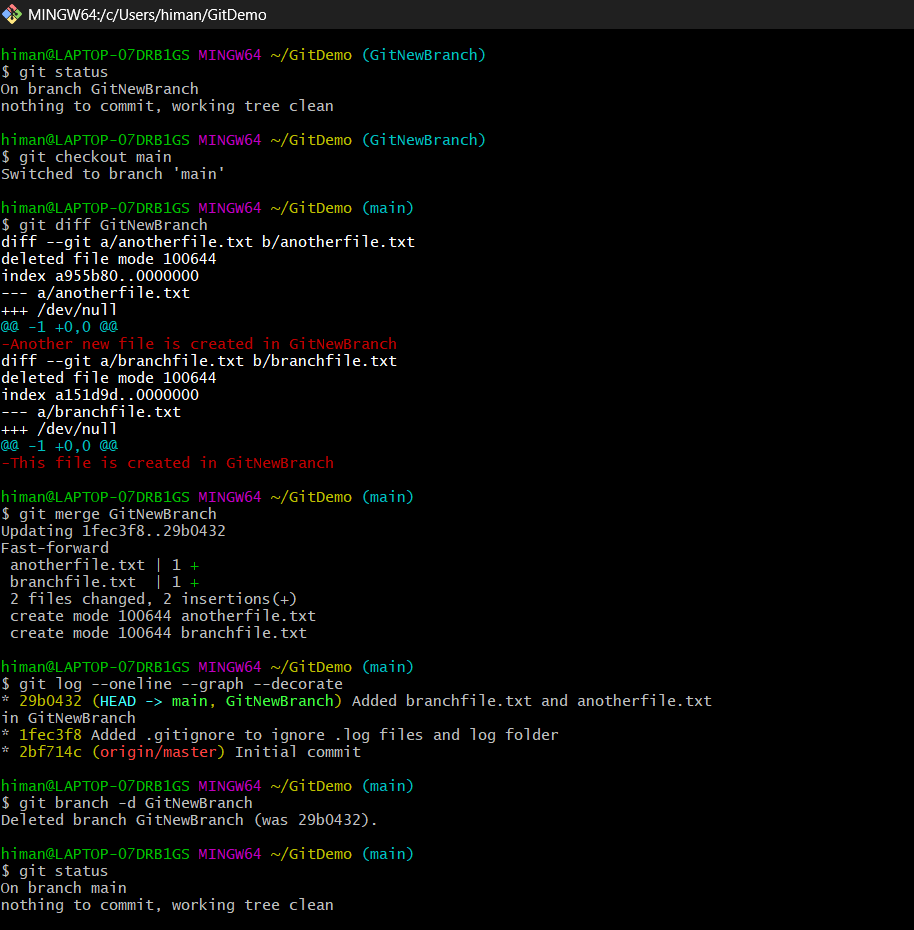 MINGW64:/c/Users/himan/GitDemo
himan@LAPTOP-07DRB1GS MINGW64 ~/GitDemo (GitNewBranch)
$ git status
On branch GitNewBranch
nothing to commit, working tree clean
himan@LAPTOP-07DRB1GS MINGW64 ~/GitDemo (GitNewBranch)
$ git checkout main
Switched to branch 'main'
himan@LAPTOP-07DRB1GS MINGW64 ~/GitDemo (main)
$ git diff GitNewBranch
diff --git a/anotherfile.txt b/anotherfile.txt
deleted file mode 100644
index a955b80..0000000
--- a/anotherfile.txt
+++ /dev/null
@@ -1 +0,0 @@
-Another new file is created in GitNewBranch
diff --git a/branchfile.txt b/branchfile.txt
deleted file mode 100644
index a151d9d..0000000
--- a/branchfile.txt
+++ /dev/null
@@ -1 +0,0 @@
-This file is created in GitNewBranch
himan@LAPTOP-07DRB1GS MINGW64 ~/GitDemo (main)
$ git merge GitNewBranch
Updating 1fec3f8..29b0432
Fast-forward
 anotherfile.txt | 1 +
 branchfile.txt  | 1 +
 2 files changed, 2 insertions(+)
 create mode 100644 anotherfile.txt
 create mode 100644 branchfile.txt
himan@LAPTOP-07DRB1GS MINGW64 ~/GitDemo (main)
$ git log --oneline --graph --decorate
* 29b0432 (HEAD -> main, GitNewBranch) Added branchfile.txt and anotherfile.txt
in GitNewBranch
* 1fec3f8 Added .gitignore to ignore .log files and log folder
* 2bf714c (origin/master) Initial commit
himan@LAPTOP-07DRB1GS MINGW64 ~/GitDemo (main)
$ git branch -d GitNewBranch
Deleted branch GitNewBranch (was 29b0432).
himan@LAPTOP-07DRB1GS MINGW64 ~/GitDemo (main)
$ git status
On branch main
nothing to commit, working tree clean